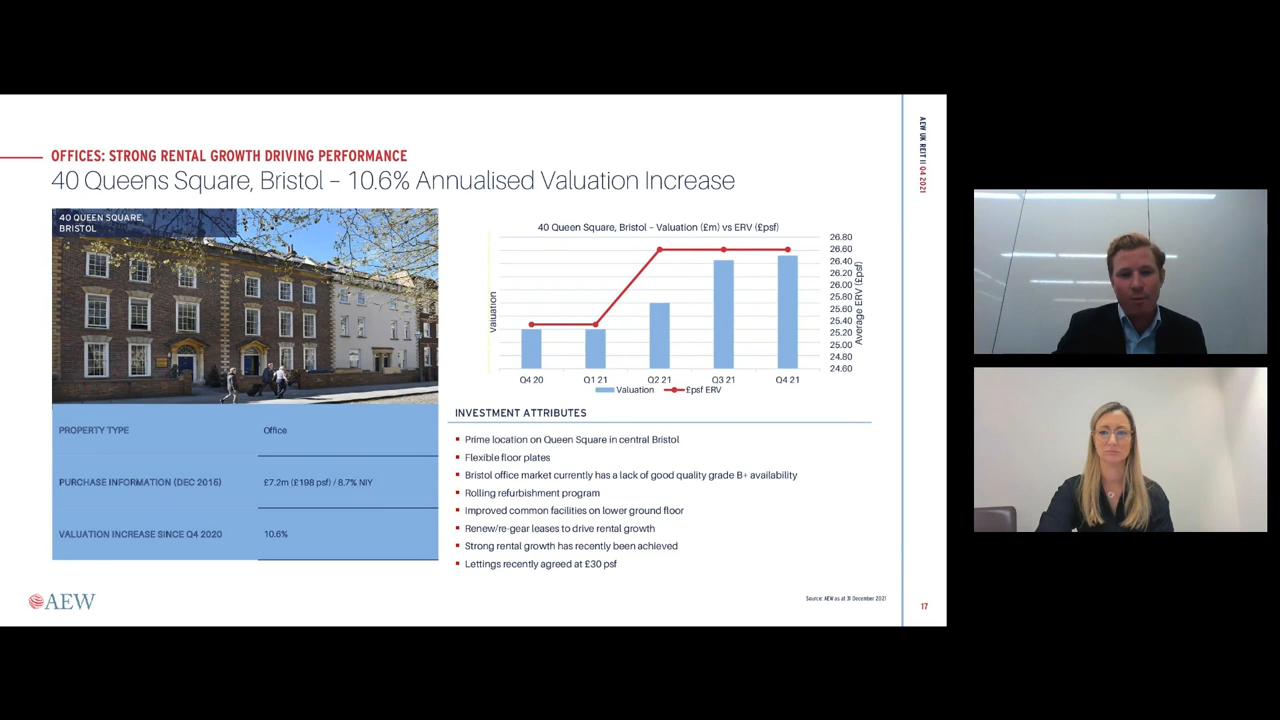 OFFICES: STRONG RENTAL GROWTH DRIVING PERFORMANCE
40 Queens Square, Bristol – 10.6% Annualised Valuation Increase
40 QUEEN SQUARE,
BRISTOL
PROPERTY TYPE
Office
PURCHASE INFORMATION (DEC 2015)
£7.2m (£198 psf) / 8.7% NIY
VALUATION INCREASE SINCE Q4 2020
10.6%
40 Queen Square, Bristol – Valuation (£m) vs ERV (£psf)
Valuation
26.80
26.60
26.40
26.20
26.00
25.80
25.60
25.40
25.20
25.00
24.80
24.60
Average ERV (£psf)
Q4 20
Q1 21
Q2 21
Q3 21
Q4 21
Valuation
£psf ERV
INVESTMENT ATTRIBUTES
Prime location on Queen Square in central Bristol
Flexible floor plates
Bristol office market currently has a lack of good quality grade B+ availability
Rolling refurbishment program
Improved common facilities on lower ground floor
Renew/re-gear leases to drive rental growth
Strong rental growth has recently been achieved
Lettings recently agreed at £30 psf
AEW
Source: AEW as at 31 December 2021
AEW UK REIT || Q4 2021
17